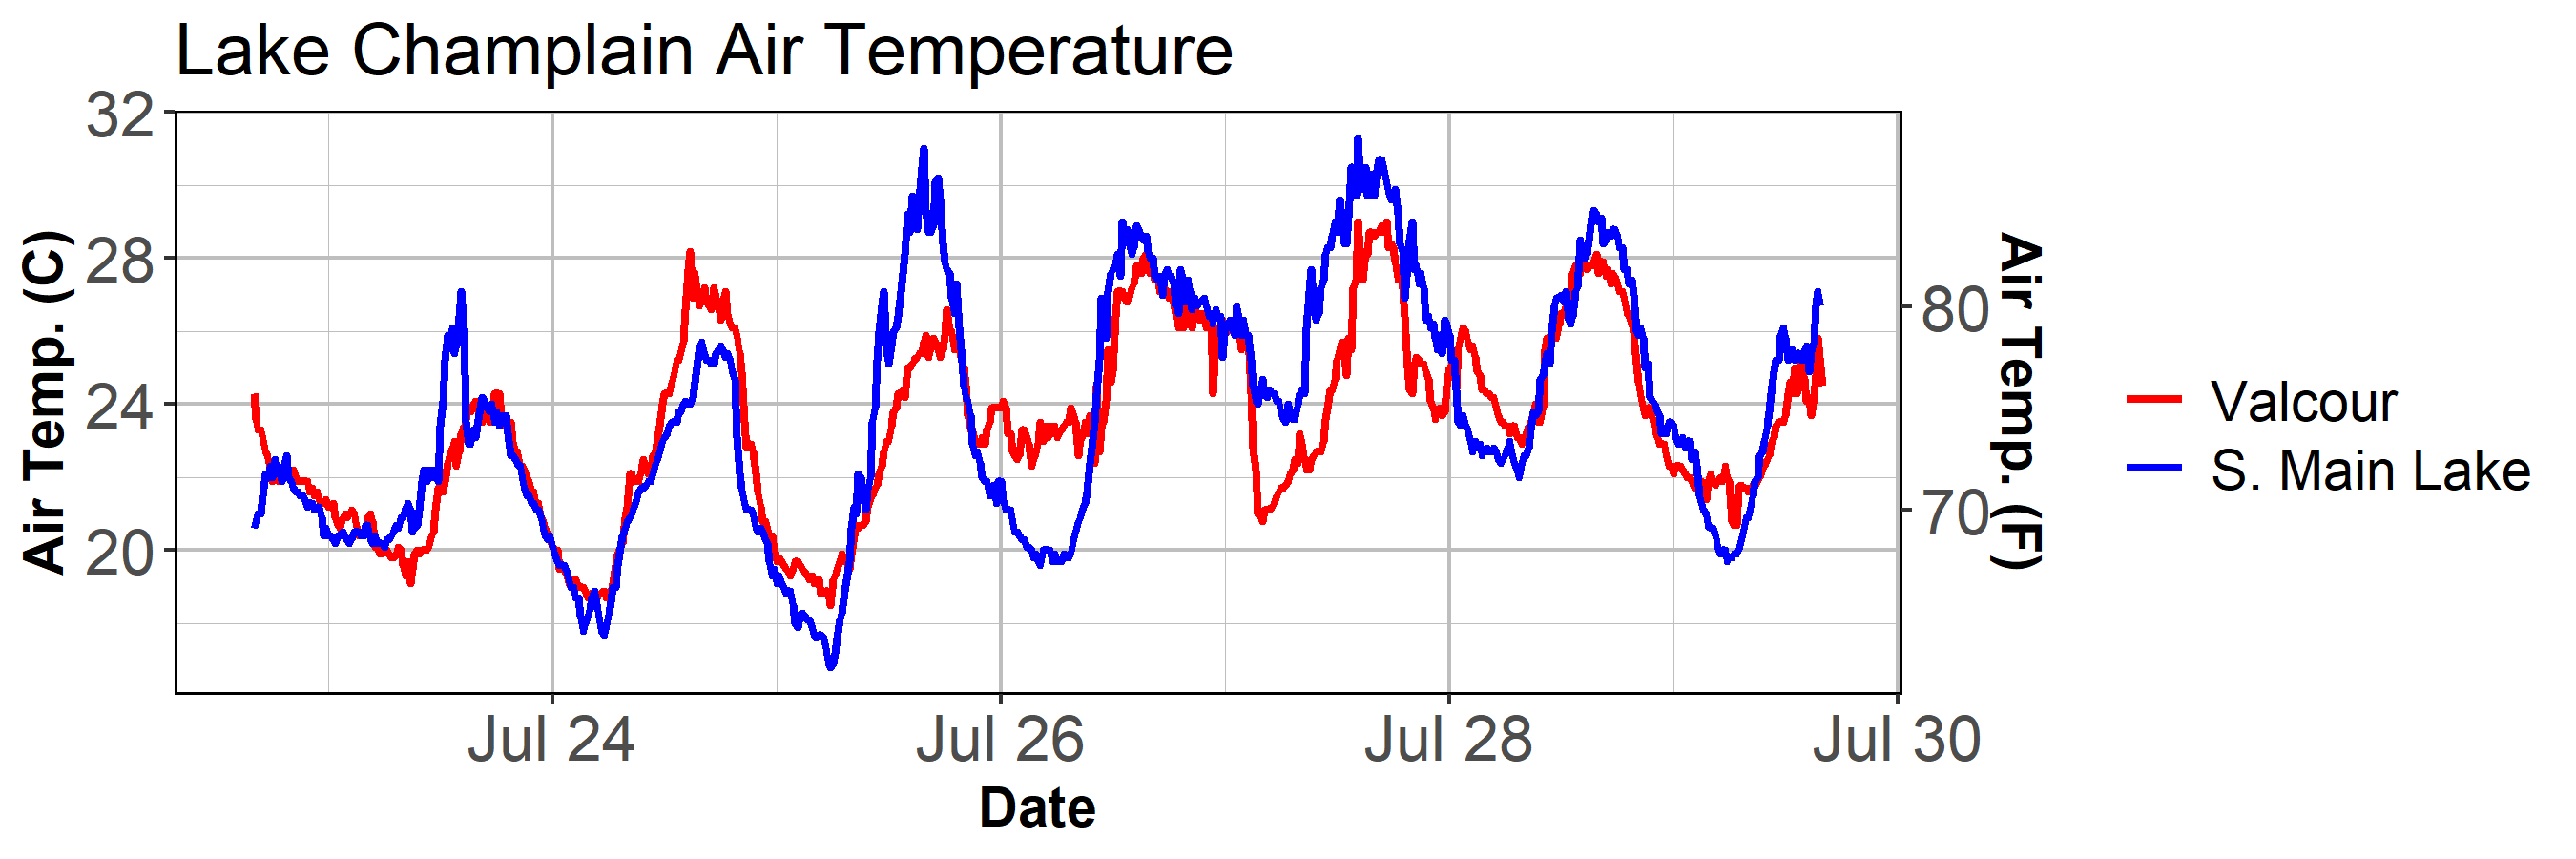 Lake Champlain Air Temperature
Air Temp. (C)
32
28
24
20
80
70
Air Temp. (F)
Valcour
S. Main Lake
Jul 24
Jul 26
Jul 28
Jul 30
Date